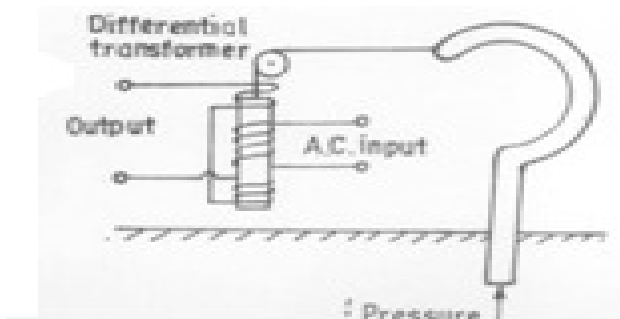 Differential
transformer
Output
A.C. input
Pressure